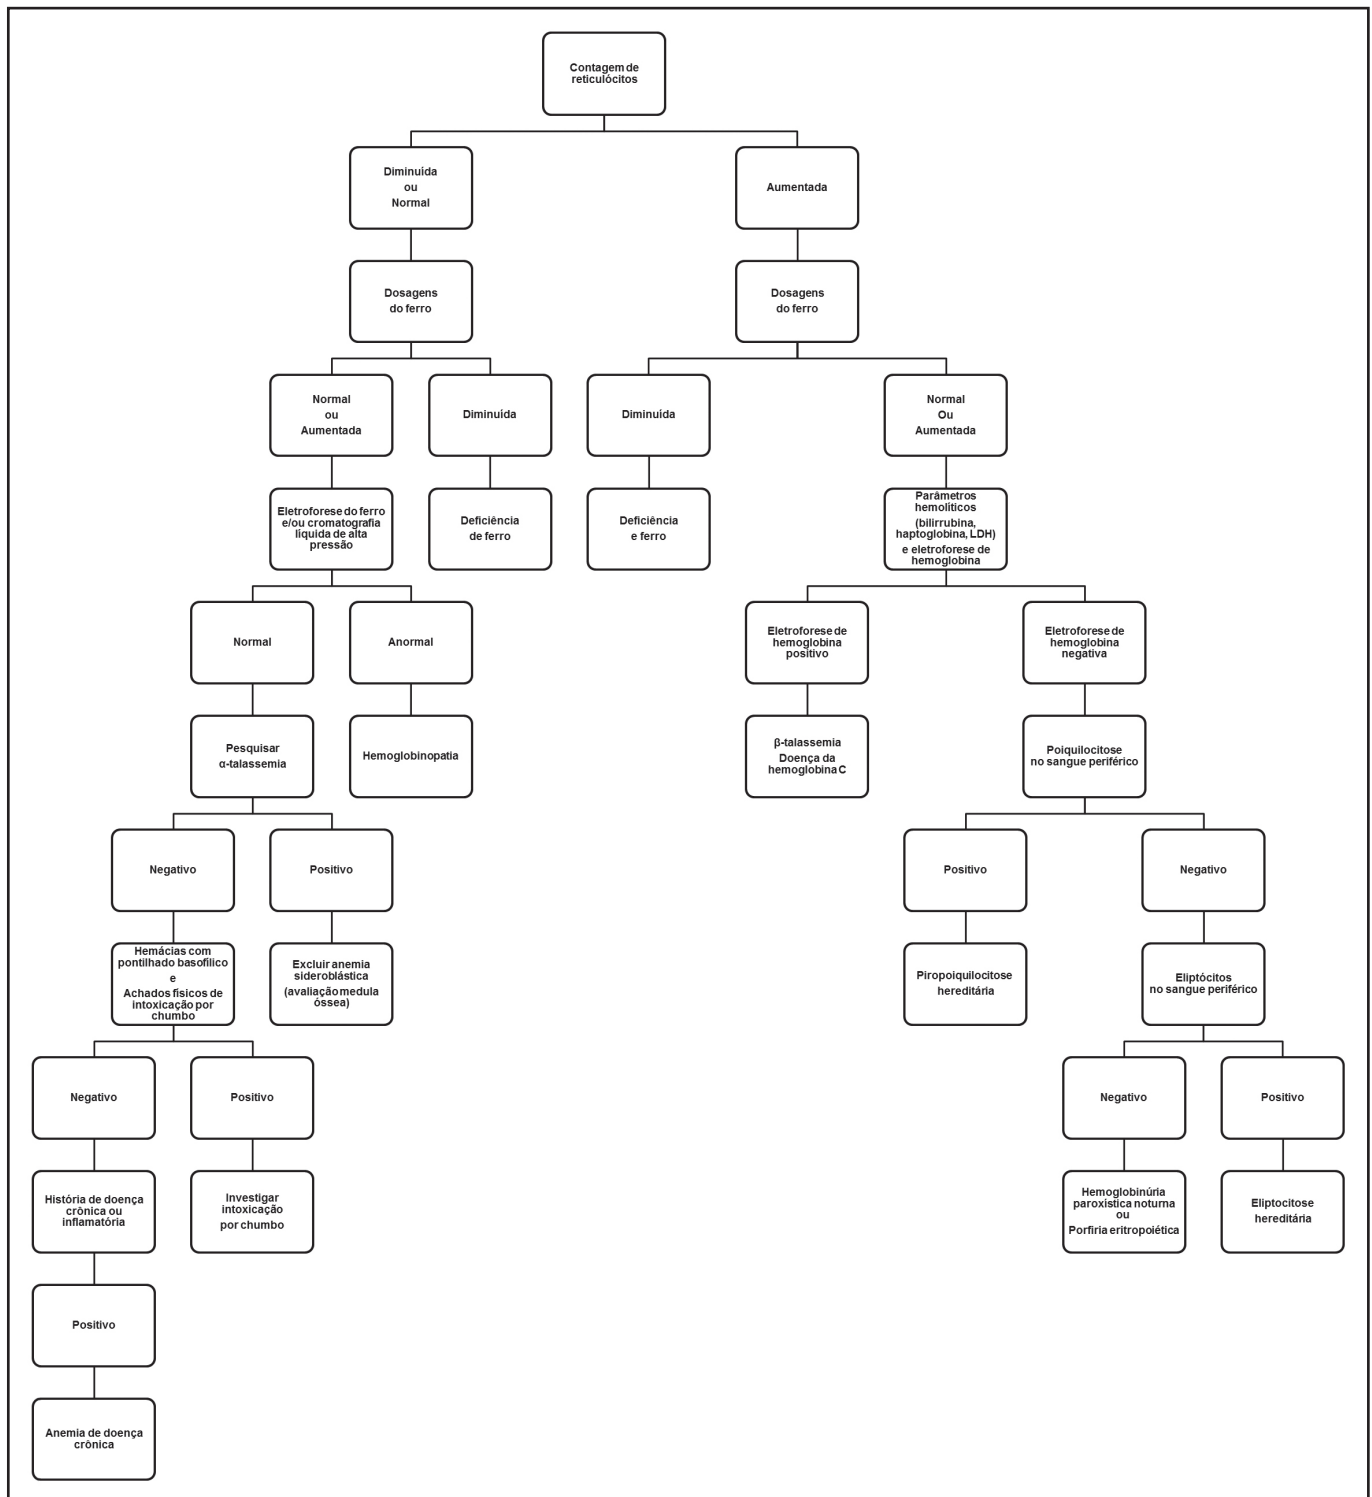 Contagem de
reticulócitos
Diminuída
ou
Normal
Aumentada
Dosagens
do ferro
Dosagens
do ferro
Normal
ou
Aumentada
Diminuída
Diminuída
Normal
Ou
Aumentada
Eletroforese do ferro
e/ou cromatografia
líquida de alta
pressão
Deficiência
de ferro
Deficiência
e ferro
Parâmetros
hemolíticos
(bilirrubina,
haptoglobina, LDH)
e eletroforese de
hemoglobina
Normal
Anormal
Eletroforese de
hemoglobina
positivo
Eletroforese de
hemoglobina
negativa
Pesquisar
α-talassemia
Hemoglobinopatia
β-talassemia
Doença da
hemoglobina C
Poiquilocitose
no sangue periférico
Negativo
Positivo
Positivo
Negativo
Hemácias com
pontilhado basofílico
e
Achados físicos de
intoxicação por
chumbo
Excluir anemia
sideroblástica
(avaliação medula
óssea)
Piropoiquilocitose
hereditária
Eliptócitos
no sangue periférico
Negativo
Positivo
Negativo
Positivo
História de doença
crônica ou
inflamatória
Investigar
intoxicação
por chumbo
Hemoglobinúria
paroxística noturna
ou
Porfiria eritropoiética
Eliptocitose
hereditária
Positivo
Anemia de doença
crônica